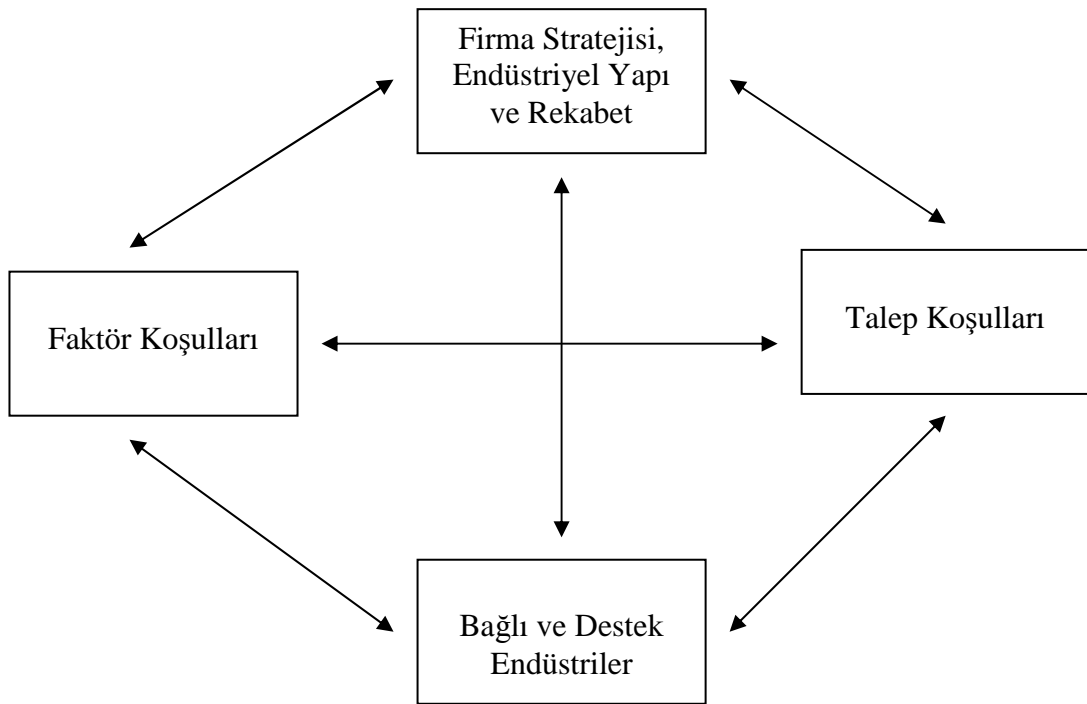 Firma Stratejisi,
Endüstriyel Yapı
ve Rekabet
Faktör Koşulları
Talep Koşulları
Bağlı ve Destek
Endüstriler